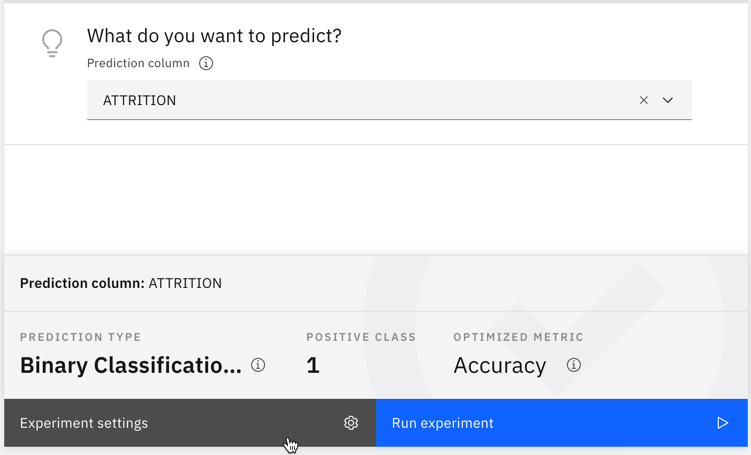 What do you want to predict?
Prediction column
ATTRITION
Prediction column: ATTRITION
PREDICTION TYPE POSITIVE CLASS OPTIMIZED METRIC
Binary Classificatio... 1 Accuracy
Experiment settings Run experiment